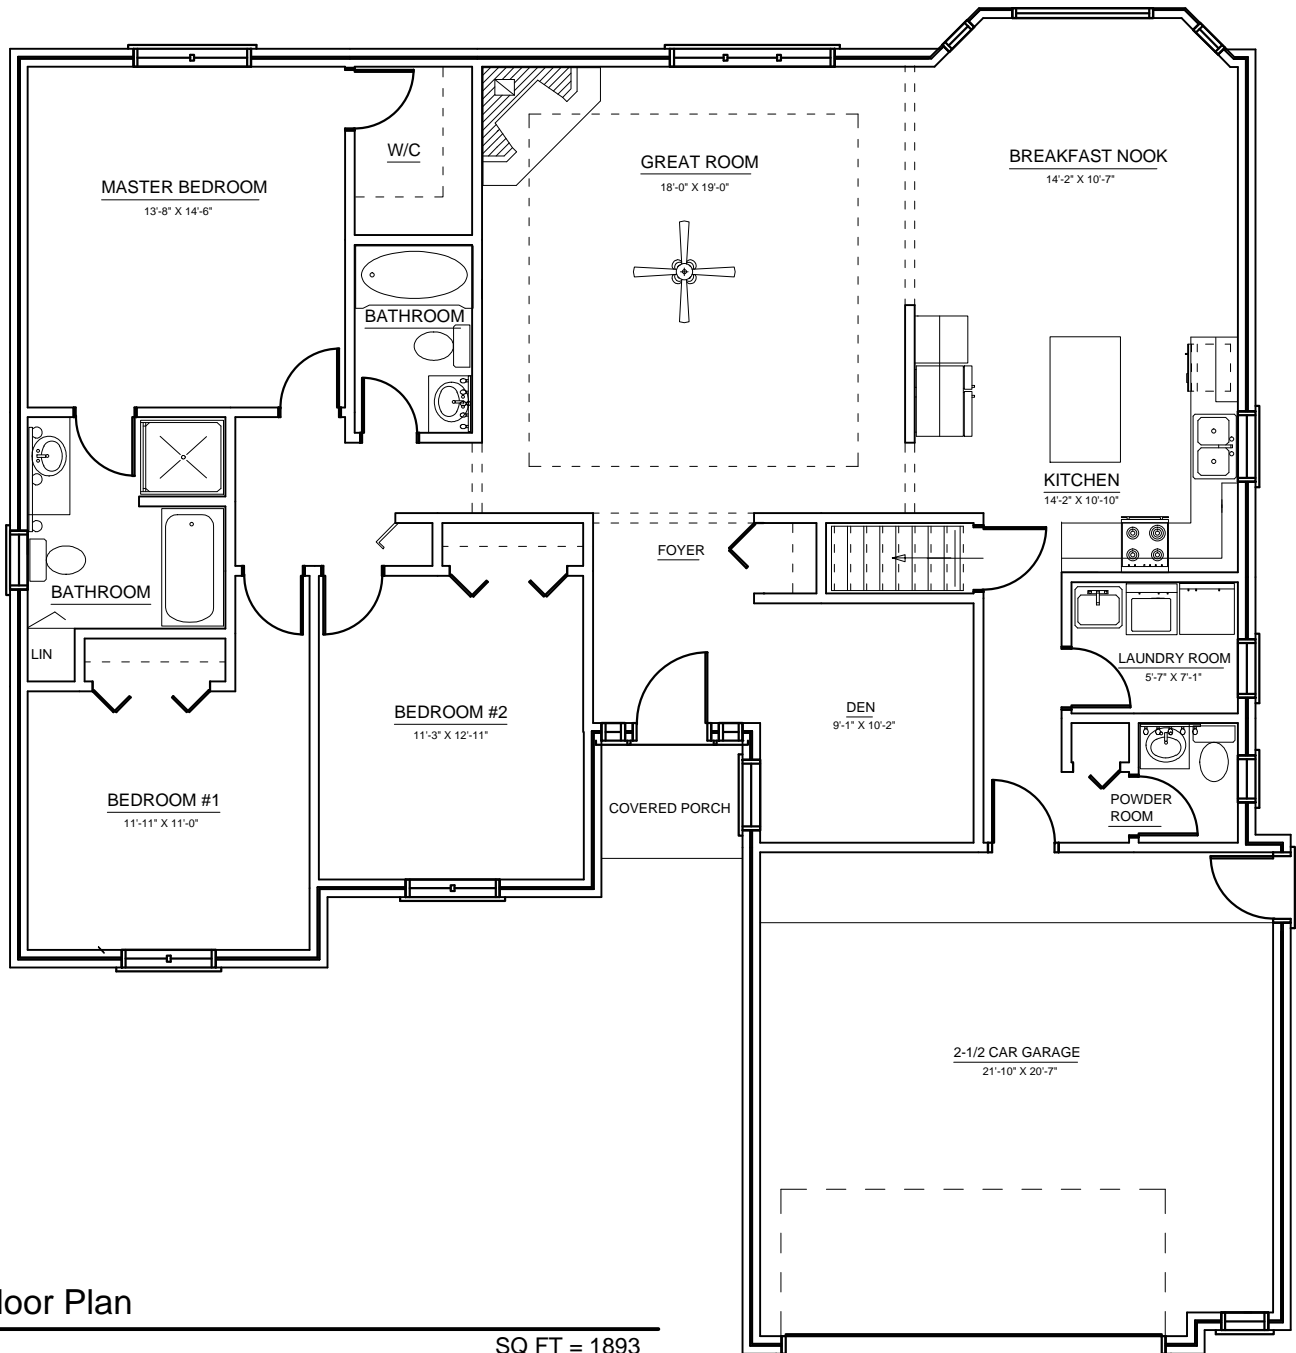 MASTER BEDROOM
13'-8" X 14'-6"
W/C
GREAT ROOM
18'-0" X 19'-0"
BREAKFAST NOOK
14'-2" X 10'-7"
BATHROOM
KITCHEN
14'-2" X 10'-10"
FOYER
BATHROOM
LIN
LAUNDRY ROOM
5'-7" X 7'-1"
BEDROOM #2
11'-3" X 12'-11"
DEN
9'-1" X 10'-2"
BEDROOM #1
11'-11" X 11'-0"
COVERED PORCH
POWDER
ROOM
2-1/2 CAR GARAGE
21'-10" X 20'-7"
loor Plan
SQ FT = 1893